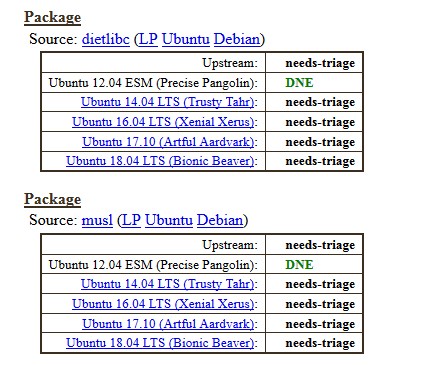 Package
Source: dietlibc (LP Ubuntu Debian)
Upstream: needs-triage
Ubuntu 12.04 ESM (Precise Pangolin): DNE
Ubuntu 14.04 LTS (Trusty Tahr): needs-triage
Ubuntu 16.04 LTS (Xenial Xerus): needs-triage
Ubuntu 17.10 (Artful Aardvark): needs-triage
Ubuntu 18.04 LTS (Bionic Beaver): needs-triage
Package
Source: musl (LP Ubuntu Debian)
Upstream: needs-triage
Ubuntu 12.04 ESM (Precise Pangolin): DNE
Ubuntu 14.04 LTS (Trusty Tahr): needs-triage
Ubuntu 16.04 LTS (Xenial Xerus): needs-triage
Ubuntu 17.10 (Artful Aardvark): needs-triage
Ubuntu 18.04 LTS (Bionic Beaver): needs-triage